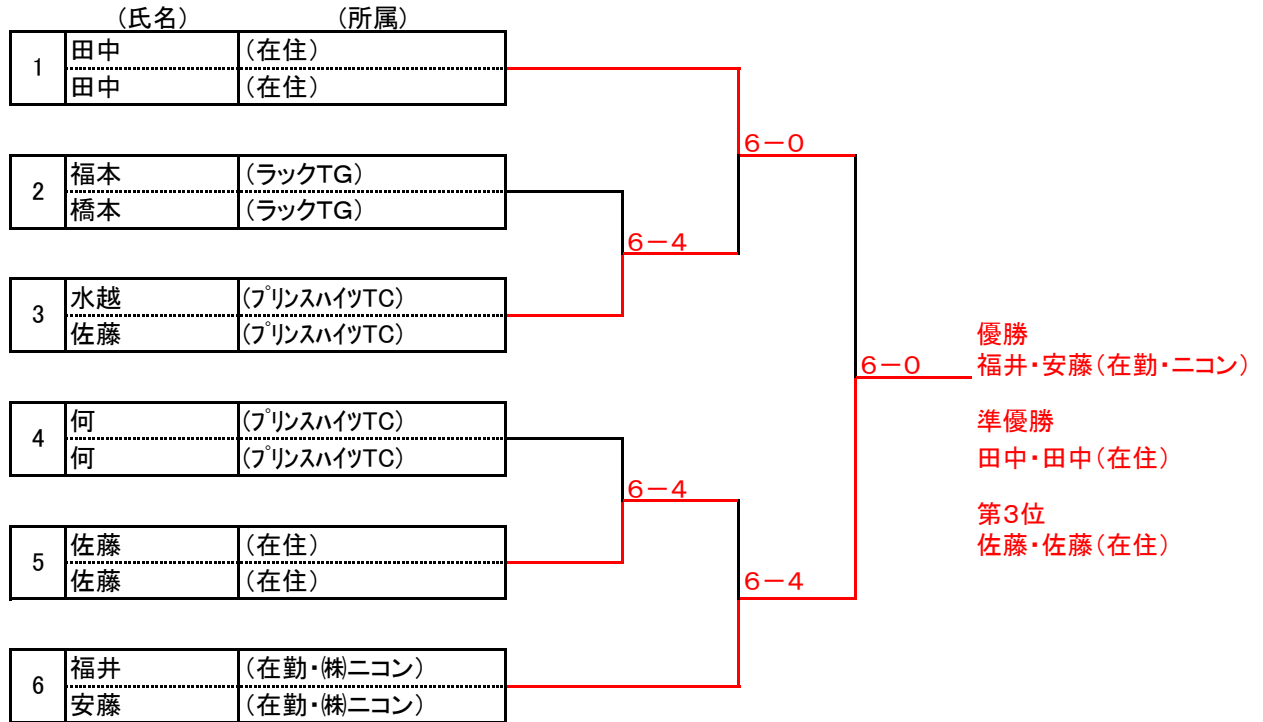 （氏名） （所属）
1 田中 （在住）
田中 （在住）
6－0
2 福本 （ラックTG）
橋本 （ラックTG）
6－4
3 水越 （ﾌﾟﾘﾝｽﾊｲﾂTC）
佐藤 （ﾌﾟﾘﾝｽﾊｲﾂTC）
優勝
6－0 福井・安藤（在勤・ニコン）
4 何 （ﾌﾟﾘﾝｽﾊｲﾂTC）
何 （ﾌﾟﾘﾝｽﾊｲﾂTC）
準優勝
田中・田中（在住）
6－4
第3位
佐藤・佐藤（在住）
5 佐藤 （在住）
佐藤 （在住）
6－4
6 福井 （在勤・㈱ニコン）
安藤 （在勤・㈱ニコン）